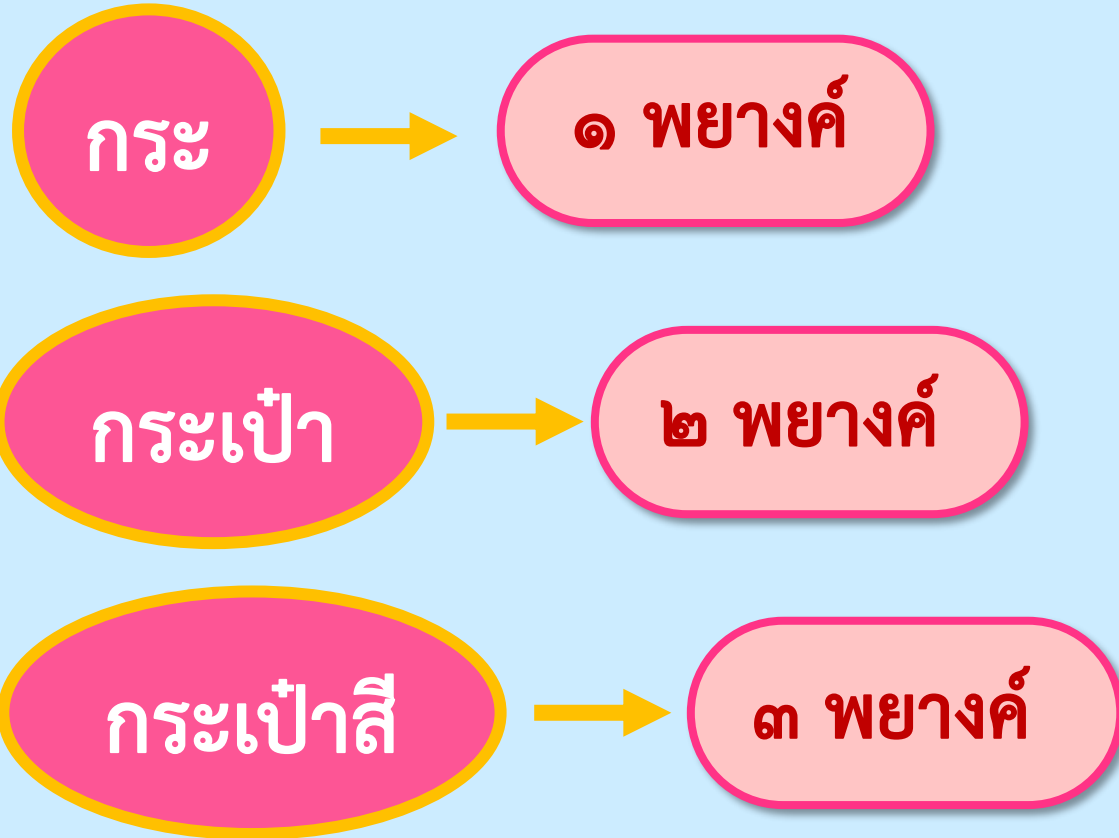 กระ
๑ พยางค์
กระเป๋า
๒ พยางค์
กระเป๋าสี
๓ พยางค์